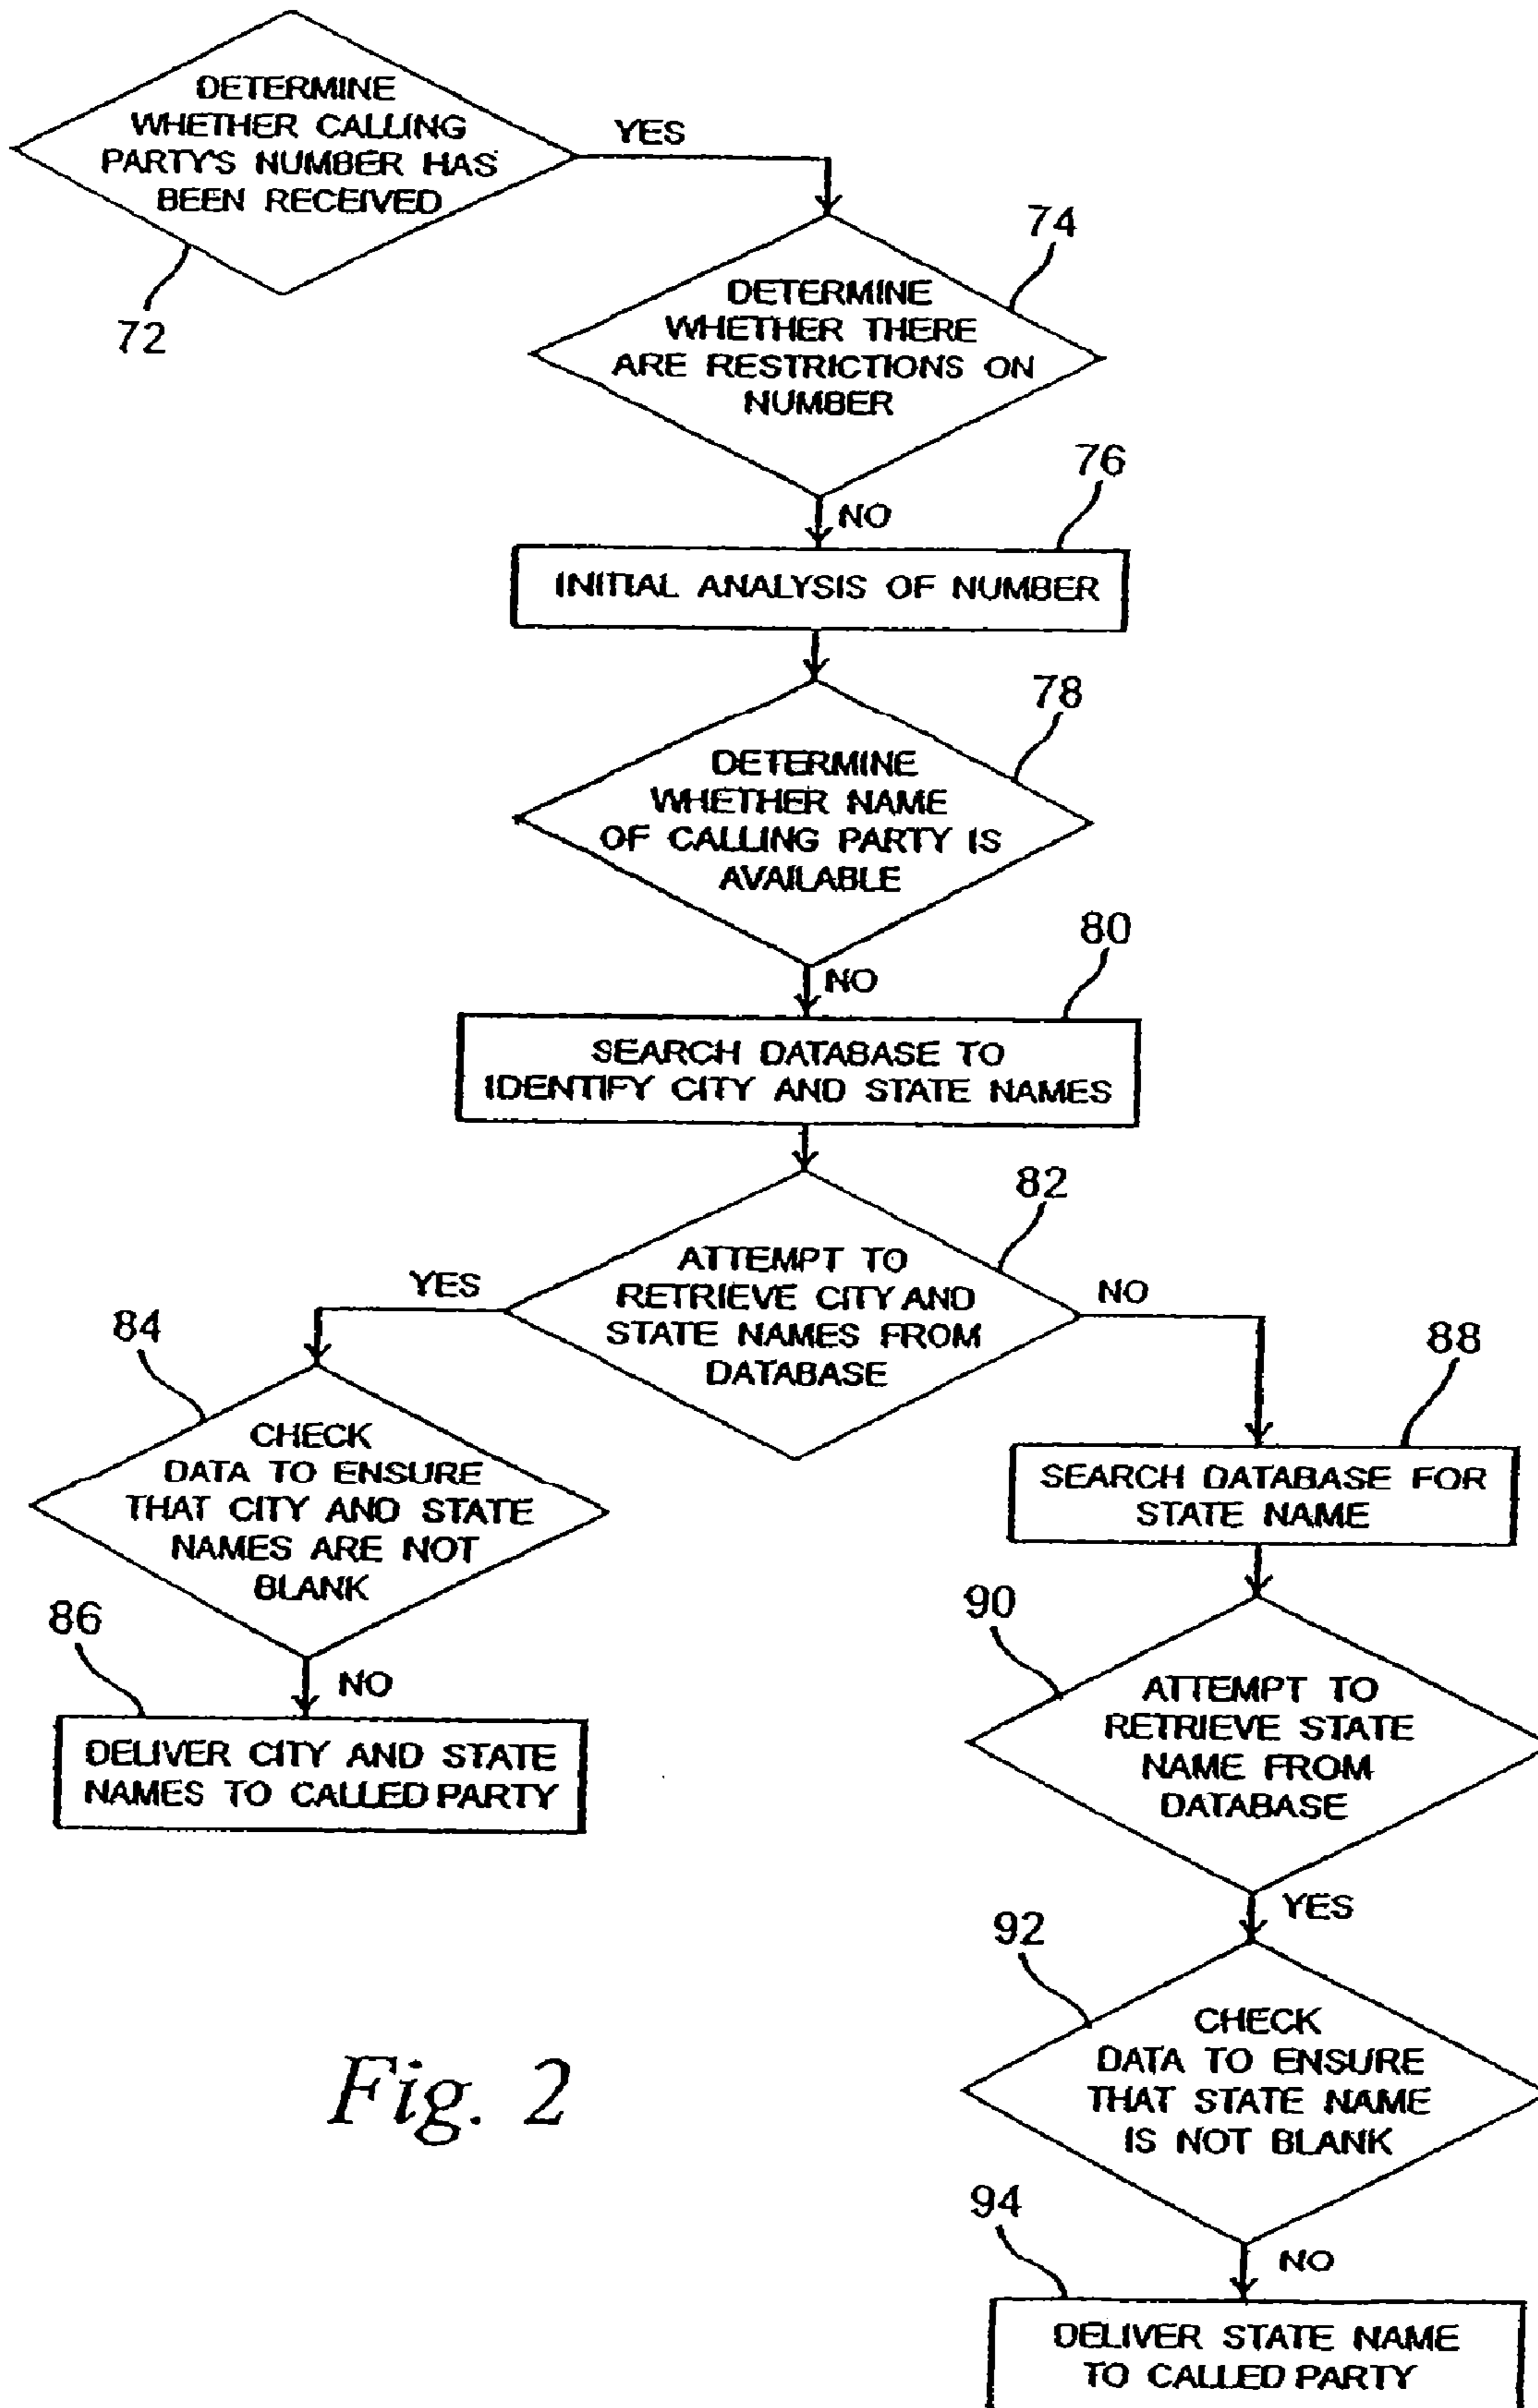 DETERMINE
WHETHER CALLING
PARTY'S NUMBER HAS
BEEN RECEIVED
YES
72
74
DETERMINE
WHETHER THERE
ARE RESTRICTIONS ON
NUMBER
NO
76
INITIAL ANALYSIS OF NUMBER
78
DETERMINE
WHETHER NAME
OF CALLING PARTY IS
AVAILABLE
NO
80
SEARCH DATABASE TO
IDENTIFY CITY AND STATE NAMES
82
ATTEMPT TO
RETRIEVE CITY AND
STATE NAMES FROM
DATABASE
YES
NO
84
CHECK
DATA TO ENSURE
THAT CITY AND STATE
NAMES ARE NOT
BLANK
NO
86
DELIVER CITY AND STATE
NAMES TO CALLED PARTY
88
SEARCH DATABASE FOR
STATE NAME
90
ATTEMPT TO
RETRIEVE STATE
NAME FROM
DATABASE
YES
92
CHECK
DATA TO ENSURE
THAT STATE NAME
IS NOT BLANK
NO
94
DELIVER STATE NAME
TO CALLED PARTY
Fig. 2